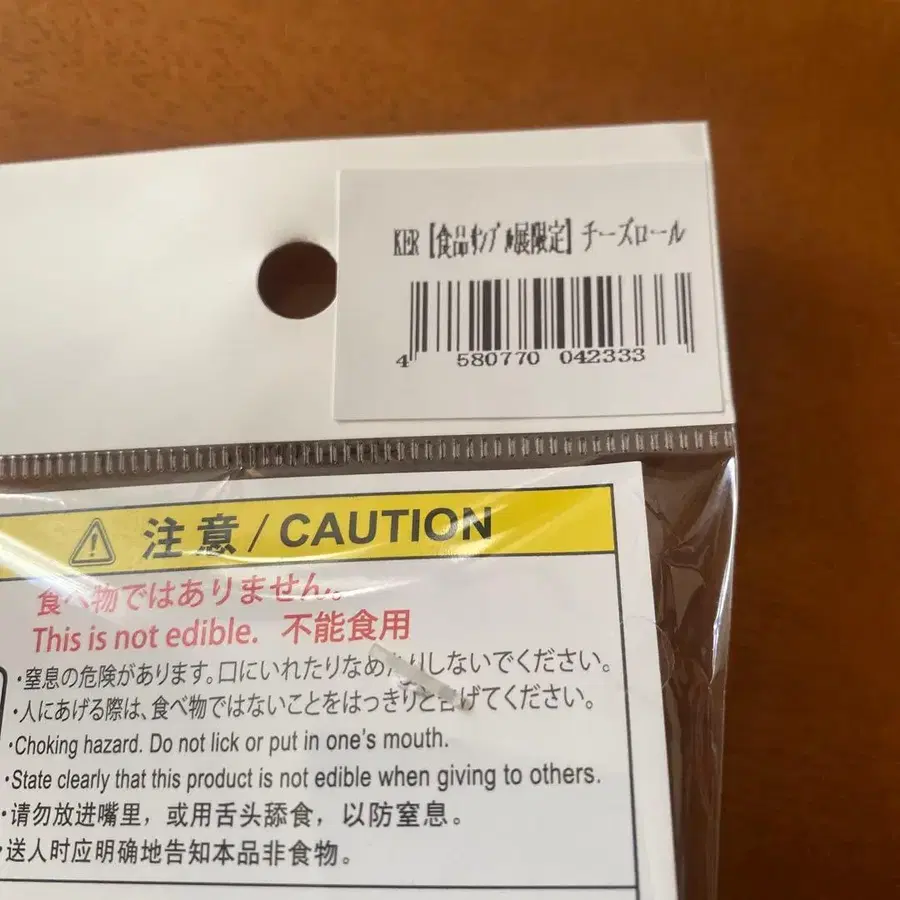 KER【食品ｻﾝﾌﾟﾙ展限定】チーズロール
4 580770 042333
注意 / CAUTION
食べ物ではありません。
This is not edible. 不能食用
・窒息の危険があります。口にいれたりなめたりしないでください。
・人にあげる際は、食べ物ではないことをはっきりと告げてください。
・Choking hazard. Do not lick or put in one's mouth.
・State clearly that this product is not edible when giving to others.
・请勿放进嘴里，或用舌头舔食，以防窒息。
・送人时应明确地告知本品非食物。